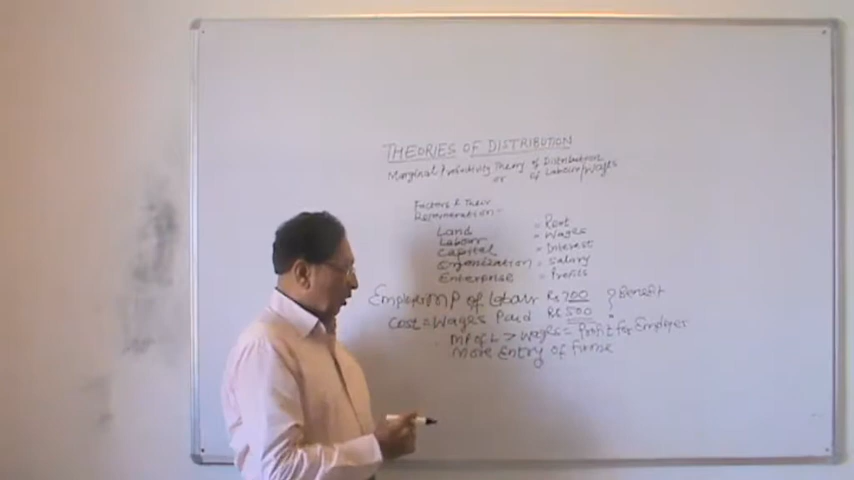 THEORIES OF DISTRIBUTION
Marginal Productivity Theory of Distribution
or of Labour/Wages
Factors & Their
Remuneration -
Land = Rent
Labour = Wages
Capital = Interest
Organization = Salary
Enterprise = Profits
Employer MP of Labour Rs 700 } Benefit
Cost = Wages Paid Rs 500
MP of L > Wages = Profit for Employer
More Entry of Firms